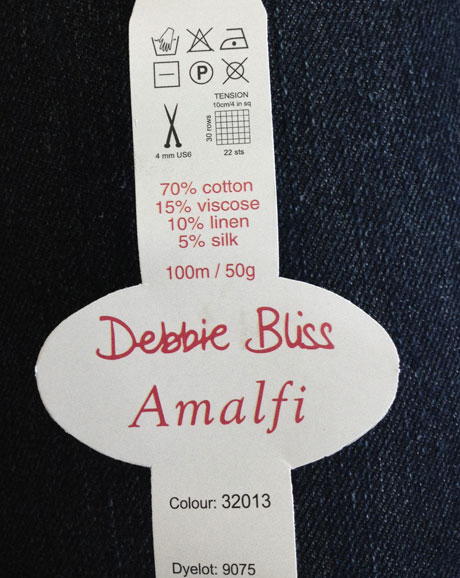 P
TENSION
10cm/4 in sq
30 rows
4 mm US6
22 sts
70% cotton
15% viscose
10% linen
5% silk
100m / 50g
Debbie Bliss
Amalfi
Colour: 32013
Dyelot: 9075